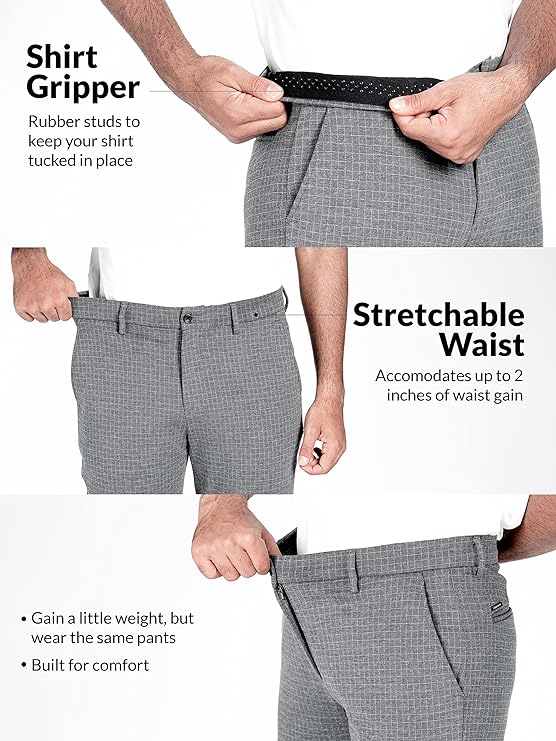 Shirt
Gripper
Rubber studs to
keep your shirt
tucked in place
Stretchable
Waist
Accomodates up to 2
inches of waist gain
• Gain a little weight, but
wear the same pants
• Built for comfort